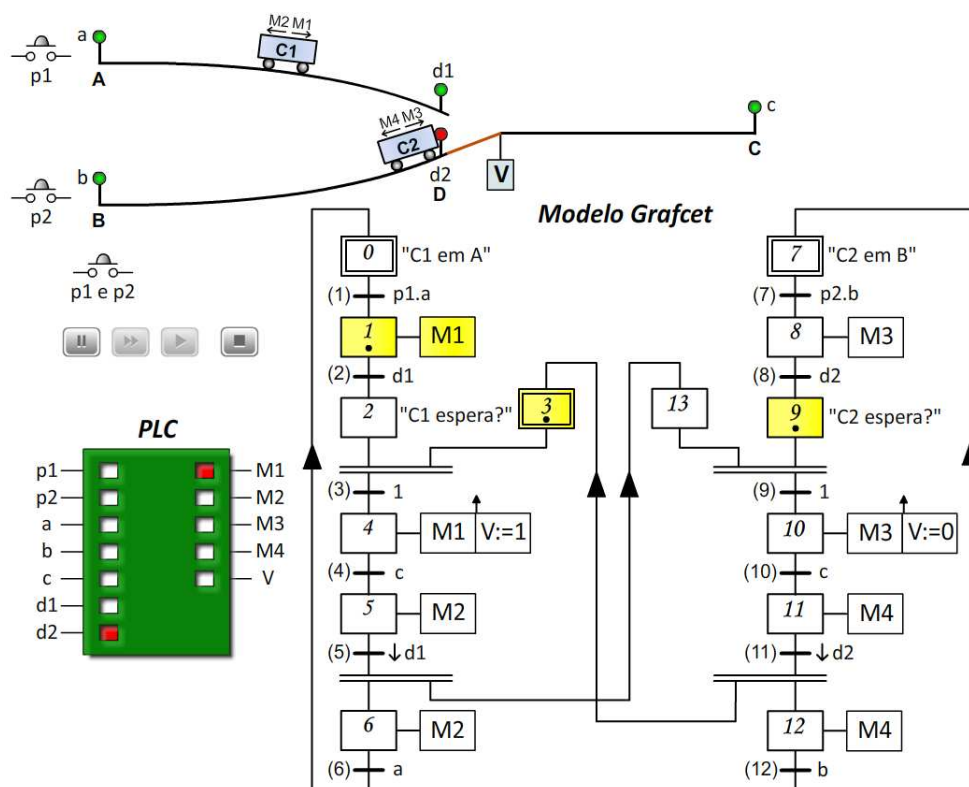 a
p1
A
M2 M1
C1
d1
c
C
M4 M3
C2
d2
D
V
b
p2
B
p1 e p2
Modelo Grafcet
0 "C1 em A"
(1) p1.a
1 M1
(2) d1
2 "C1 espera?" 3
(3) 1
4 M1 V:=1
(4) c
5 M2
(5) ↓ d1
6 M2
(6) a
7 "C2 em B"
(7) p2.b
8 M3
(8) d2
13 9 "C2 espera?"
(9) 1
10 M3 V:=0
(10) c
11 M4
(11) ↓ d2
12 M4
(12) b
PLC
p1 M1
p2 M2
a M3
b M4
c V
d1
d2